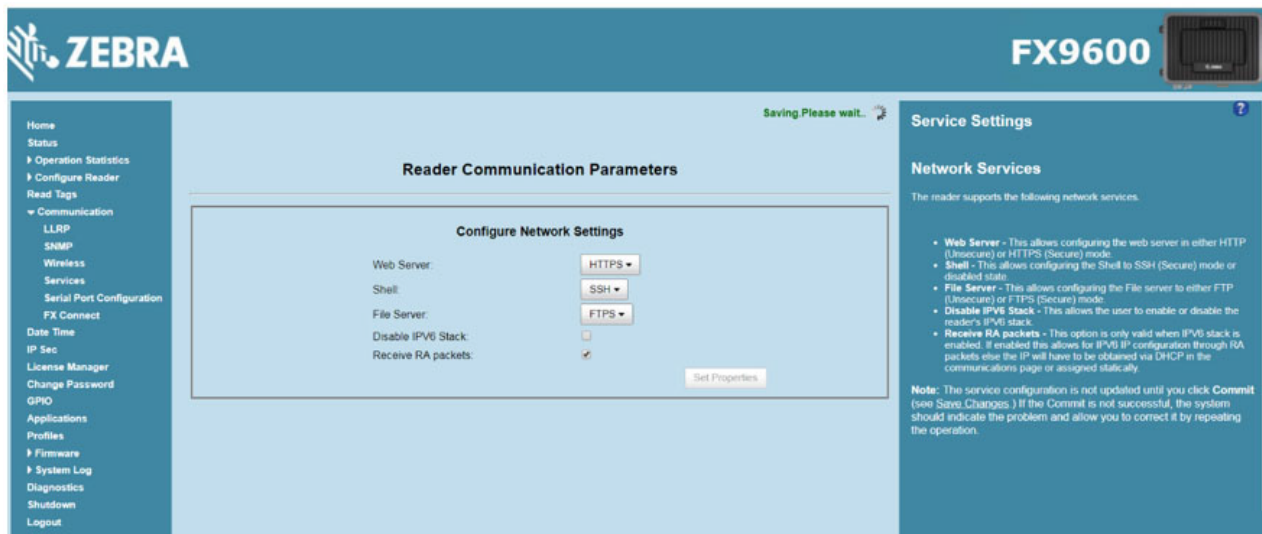 ZEBRA
FX9600
Home
Status
Operation Statistics
Configure Reader
Read Tags
Communication
LLRP
SNMP
Wireless
Services
Serial Port Configuration
FX Connect
Date Time
IP Sec
License Manager
Change Password
GPIO
Applications
Profiles
Firmware
System Log
Diagnostics
Shutdown
Logout
Saving.Please wait..
Reader Communication Parameters
Configure Network Settings
Web Server: HTTPS
Shell: SSH
File Server: FTPS
Disable IPV6 Stack:
Receive RA packets:
Set Properties
?
Service Settings
Network Services
The reader supports the following network services.
• Web Server - This allows configuring the web server in either HTTP
(Unsecure) or HTTPS (Secure) mode.
• Shell - This allows configuring the Shell to SSH (Secure) mode or
disabled state.
• File Server - This allows configuring the File server to either FTP
(Unsecure) or FTPS (Secure) mode.
• Disable IPV6 Stack - This allows the user to enable or disable the
reader's IPV6 stack.
• Receive RA packets - This option is only valid when IPV6 stack is
enabled. If enabled this allows for IPV6 IP configuration through RA
packets else the IP will have to be obtained via DHCP in the
communications page or assigned statically.
Note: The service configuration is not updated until you click Commit
(see Save Changes.) If the Commit is not successful, the system
should indicate the problem and allow you to correct it by repeating
the operation.